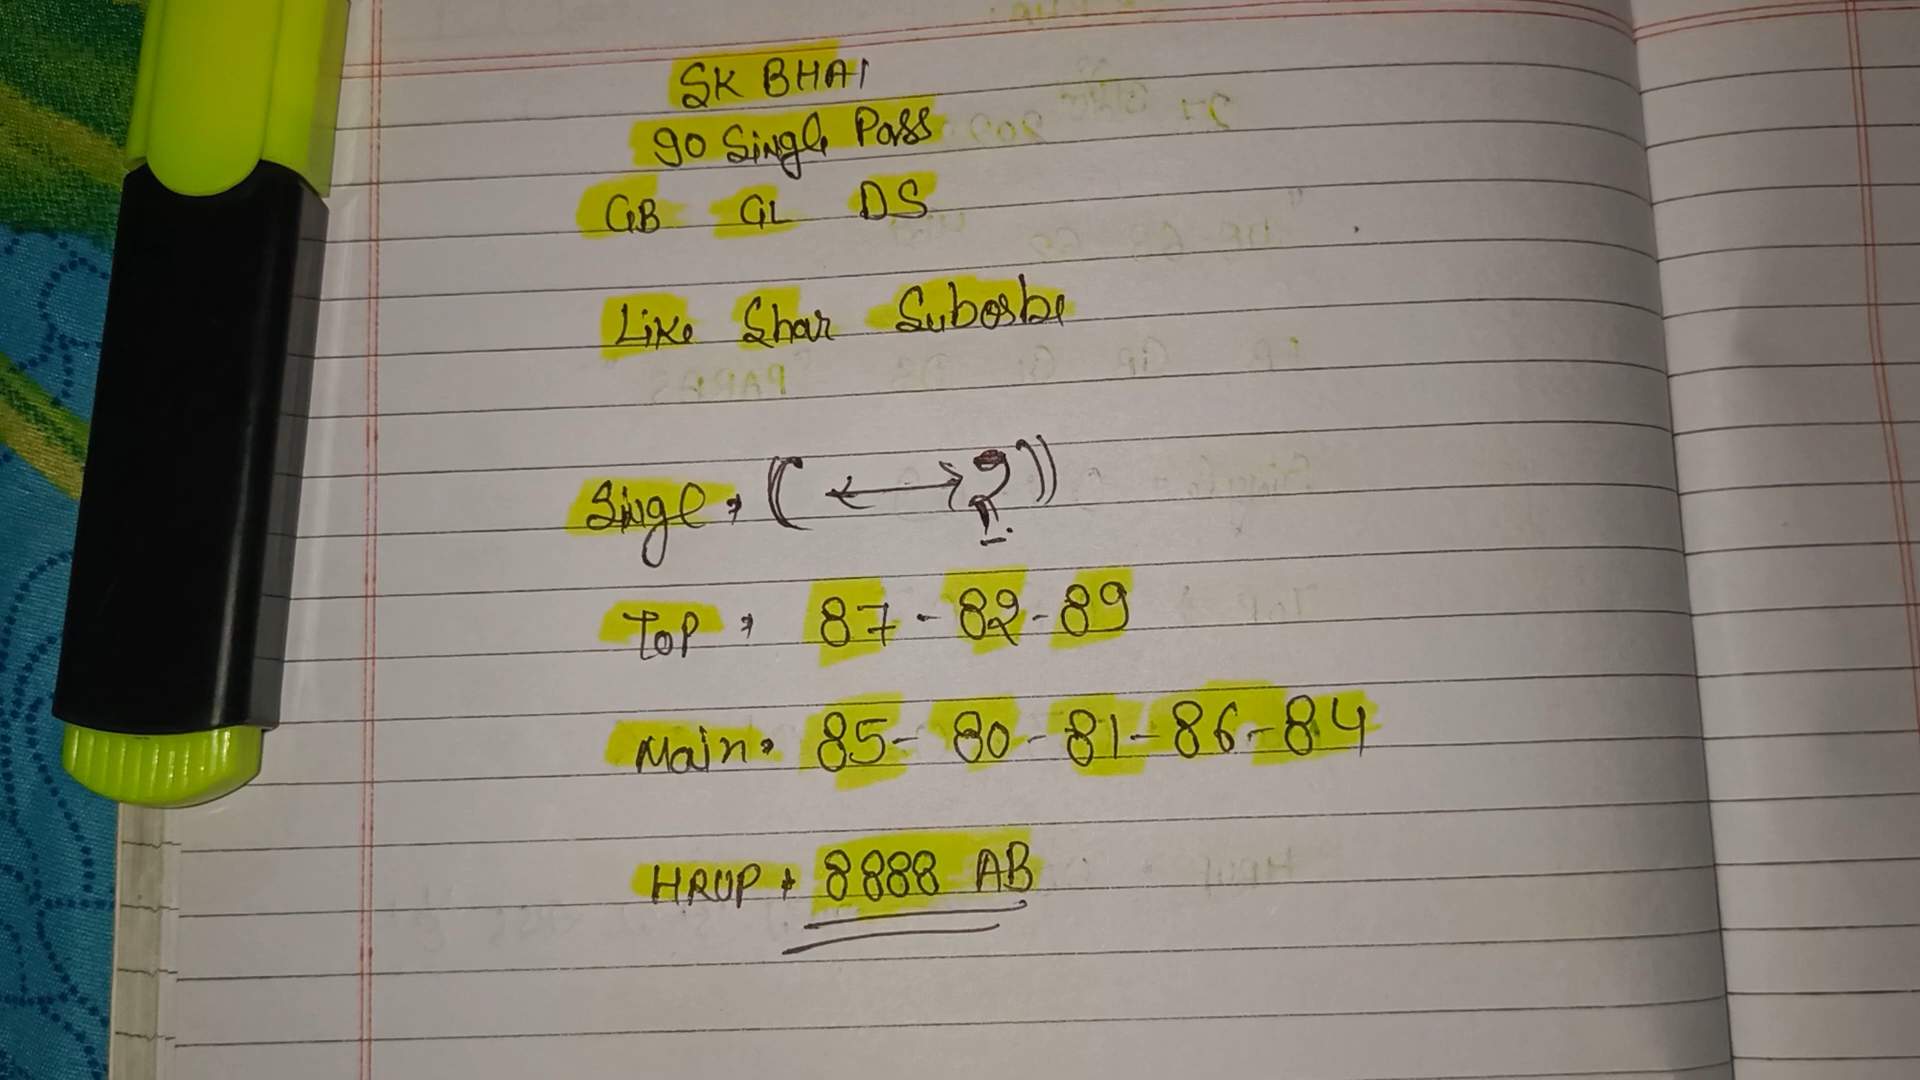 SK BHAI
90 Single Pass
GB GL DS
Like Shar Subosbe
Singl → (( ↔ ?))
TOP → 87 - 82 - 89
Main → 85 - 80 - 81 - 86 - 84
HRUP → 8888 AB